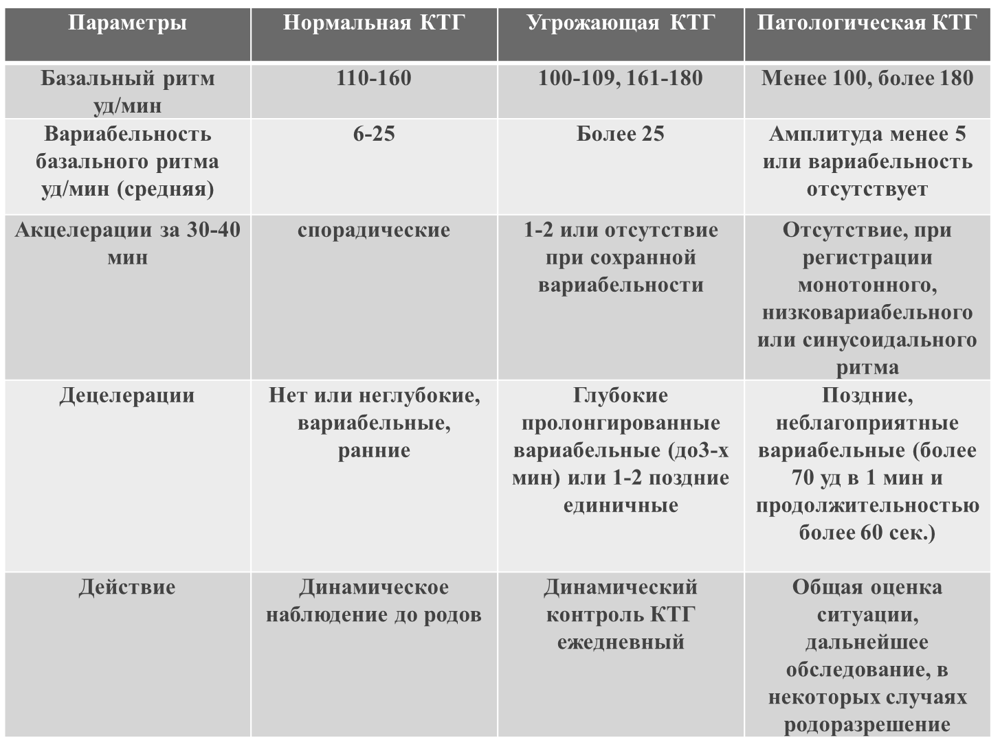 Параметры
Нормальная КТГ
Угрожающая КТГ
Патологическая КТГ
Базальный ритм
уд/мин
110-160
100-109, 161-180
Менее 100, более 180
Вариабельность
базального ритма
уд/мин (средняя)
6-25
Более 25
Амплитуда менее 5
или вариабельность
отсутствует
Акцелерации за 30-40
мин
спорадические
1-2 или отсутствие
при сохранной
вариабельности
Отсутствие, при
регистрации
монотонного,
низковариабельного
или синусоидального
ритма
Децелерации
Нет или неглубокие,
вариабельные,
ранние
Глубокие
пролонгированные
вариабельные (до3-х
мин) или 1-2 поздние
единичные
Поздние,
неблагоприятные
вариабельные (более
70 уд в 1 мин и
продолжительностью
более 60 сек.)
Действие
Динамическое
наблюдение до родов
Динамический
контроль КТГ
ежедневный
Общая оценка
ситуации,
дальнейшее
обследование, в
некоторых случаях
родоразрешение